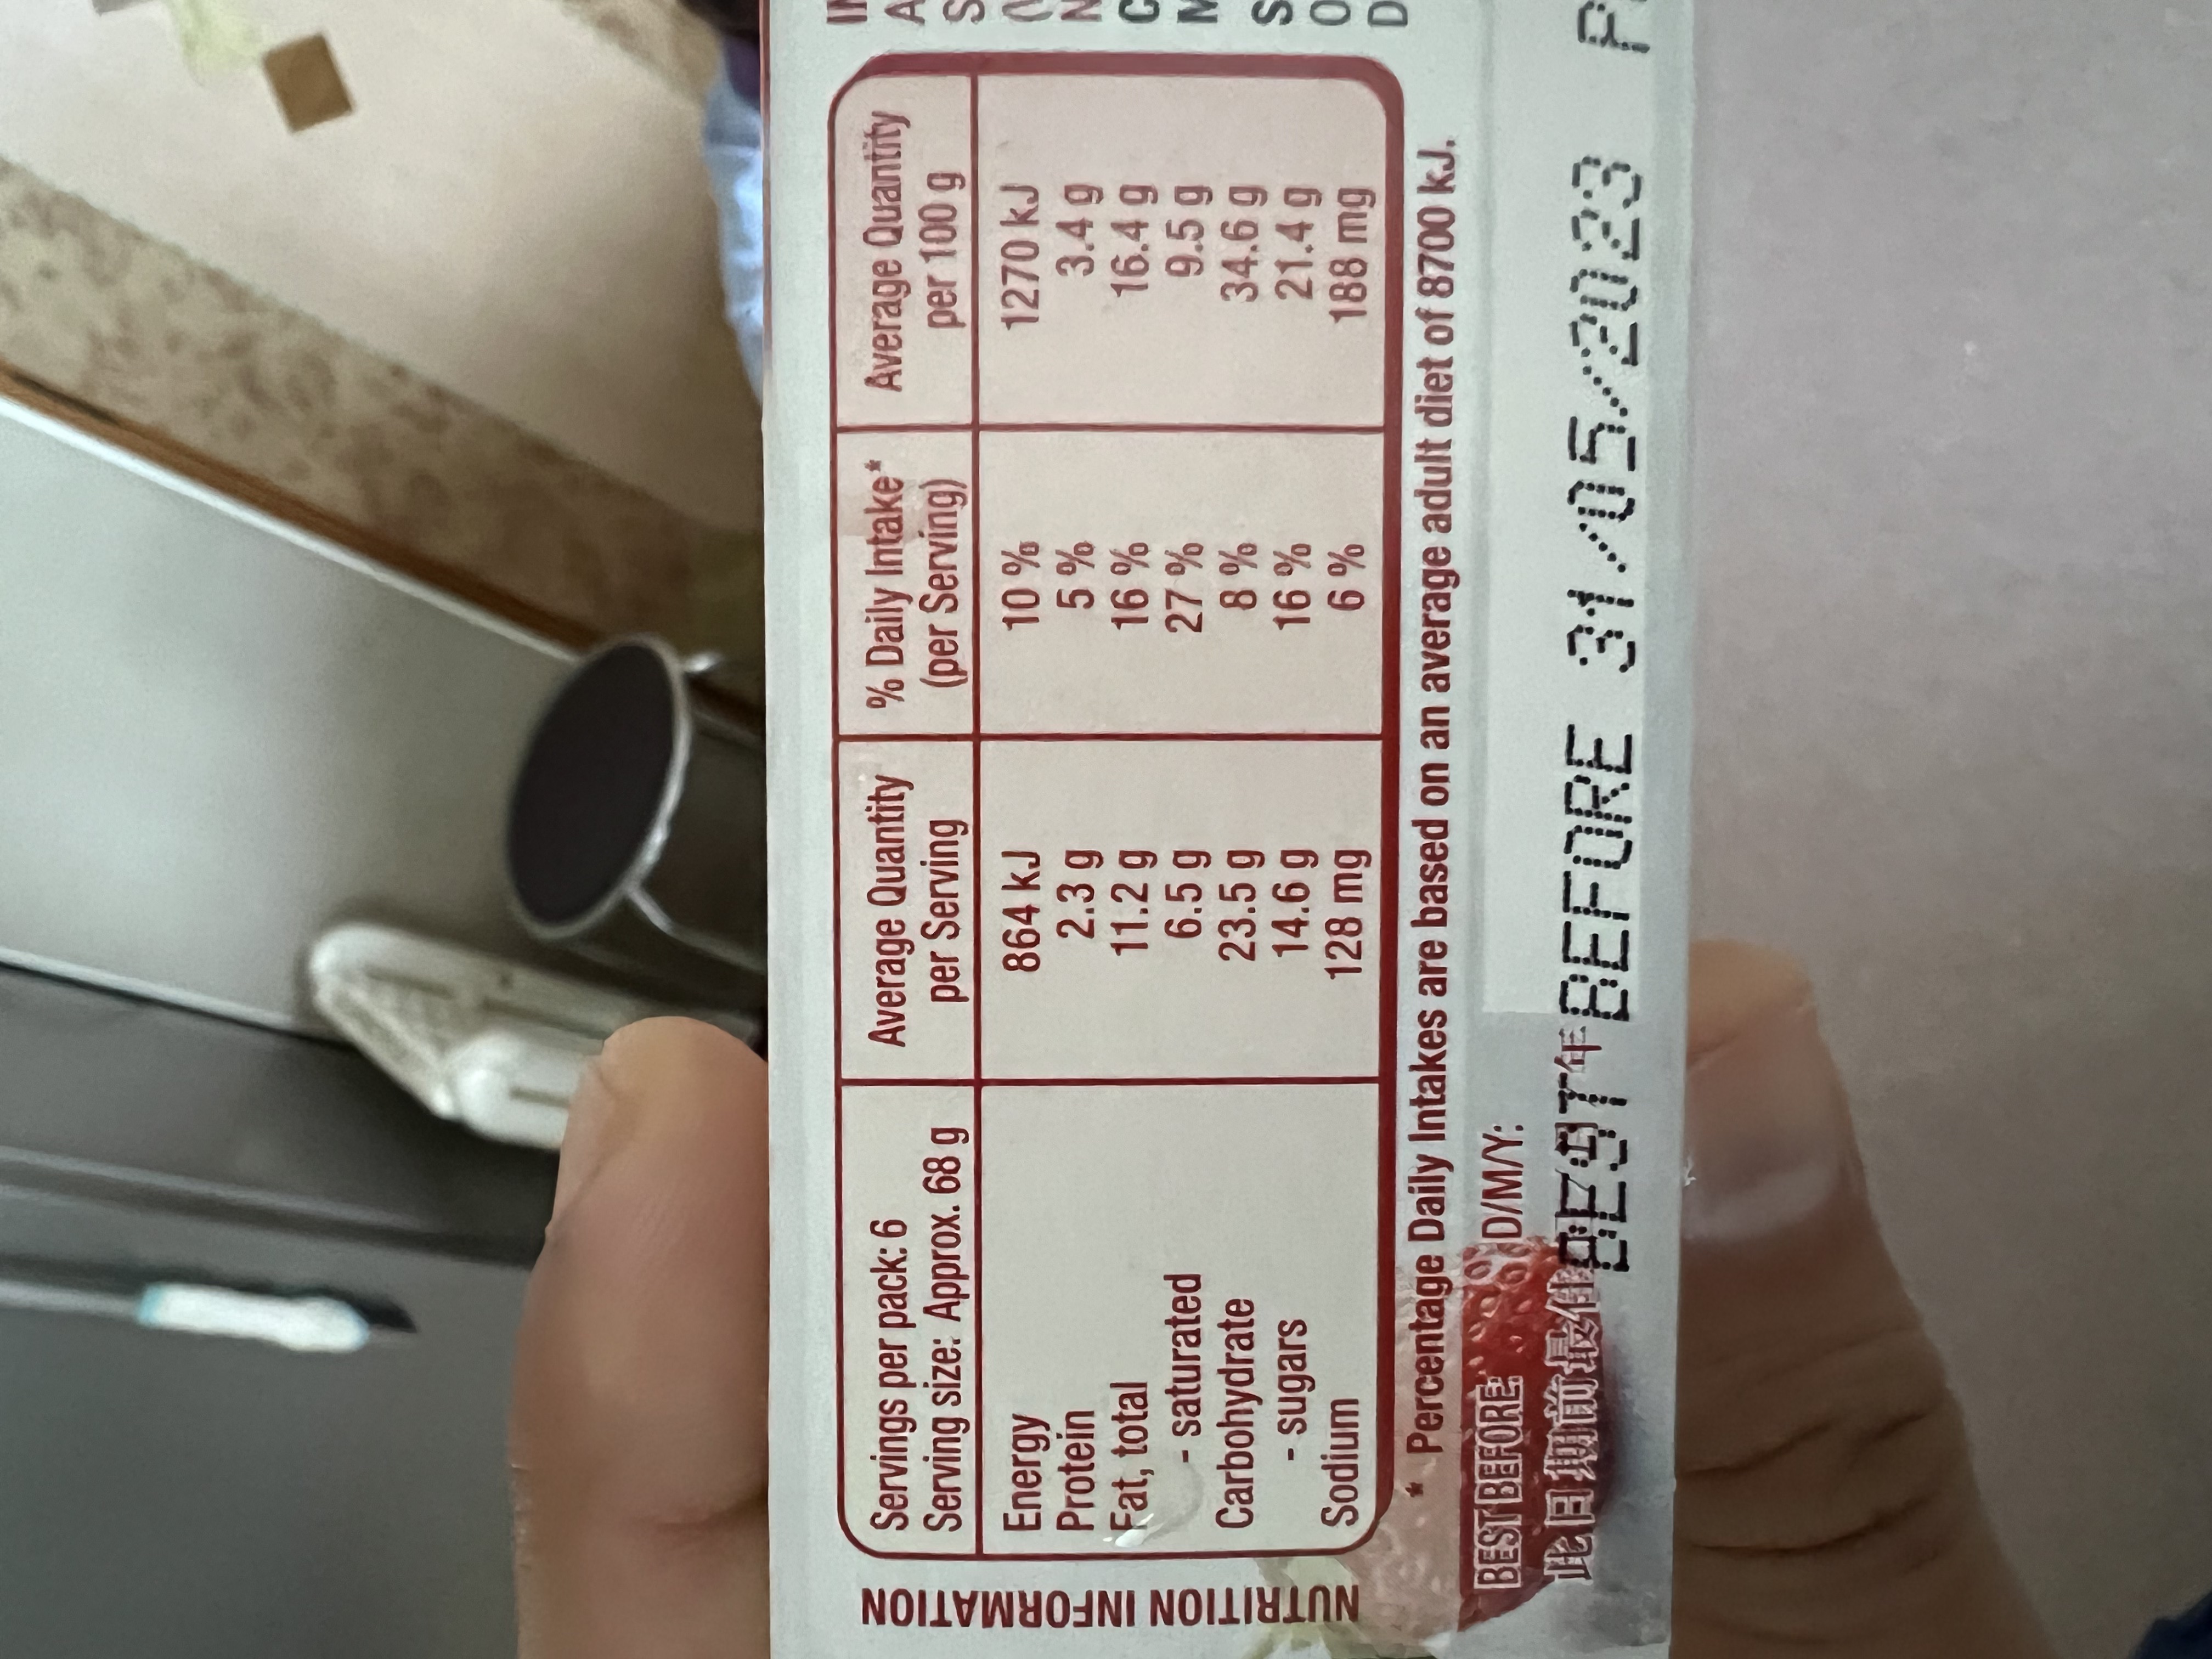 NUTRITION INFORMATION
Servings per pack: 6
Serving size: Approx. 68 g
Average Quantity
per Serving
% Daily Intake*
(per Serving)
Average Quantity
per 100 g
Energy 864 kJ 10 % 1270 kJ
Protein 2.3 g 5 % 3.4 g
Fat, total 11.2 g 16 % 16.4 g
- saturated 6.5 g 27 % 9.5 g
Carbohydrate 23.5 g 8 % 34.6 g
- sugars 14.6 g 16 % 21.4 g
Sodium 128 mg 6 % 188 mg
* Percentage Daily Intakes are based on an average adult diet of 8700 kJ.
BEST BEFORE: D/M/Y:
此日期前最佳 年
BEST BEFORE 31/05/2023